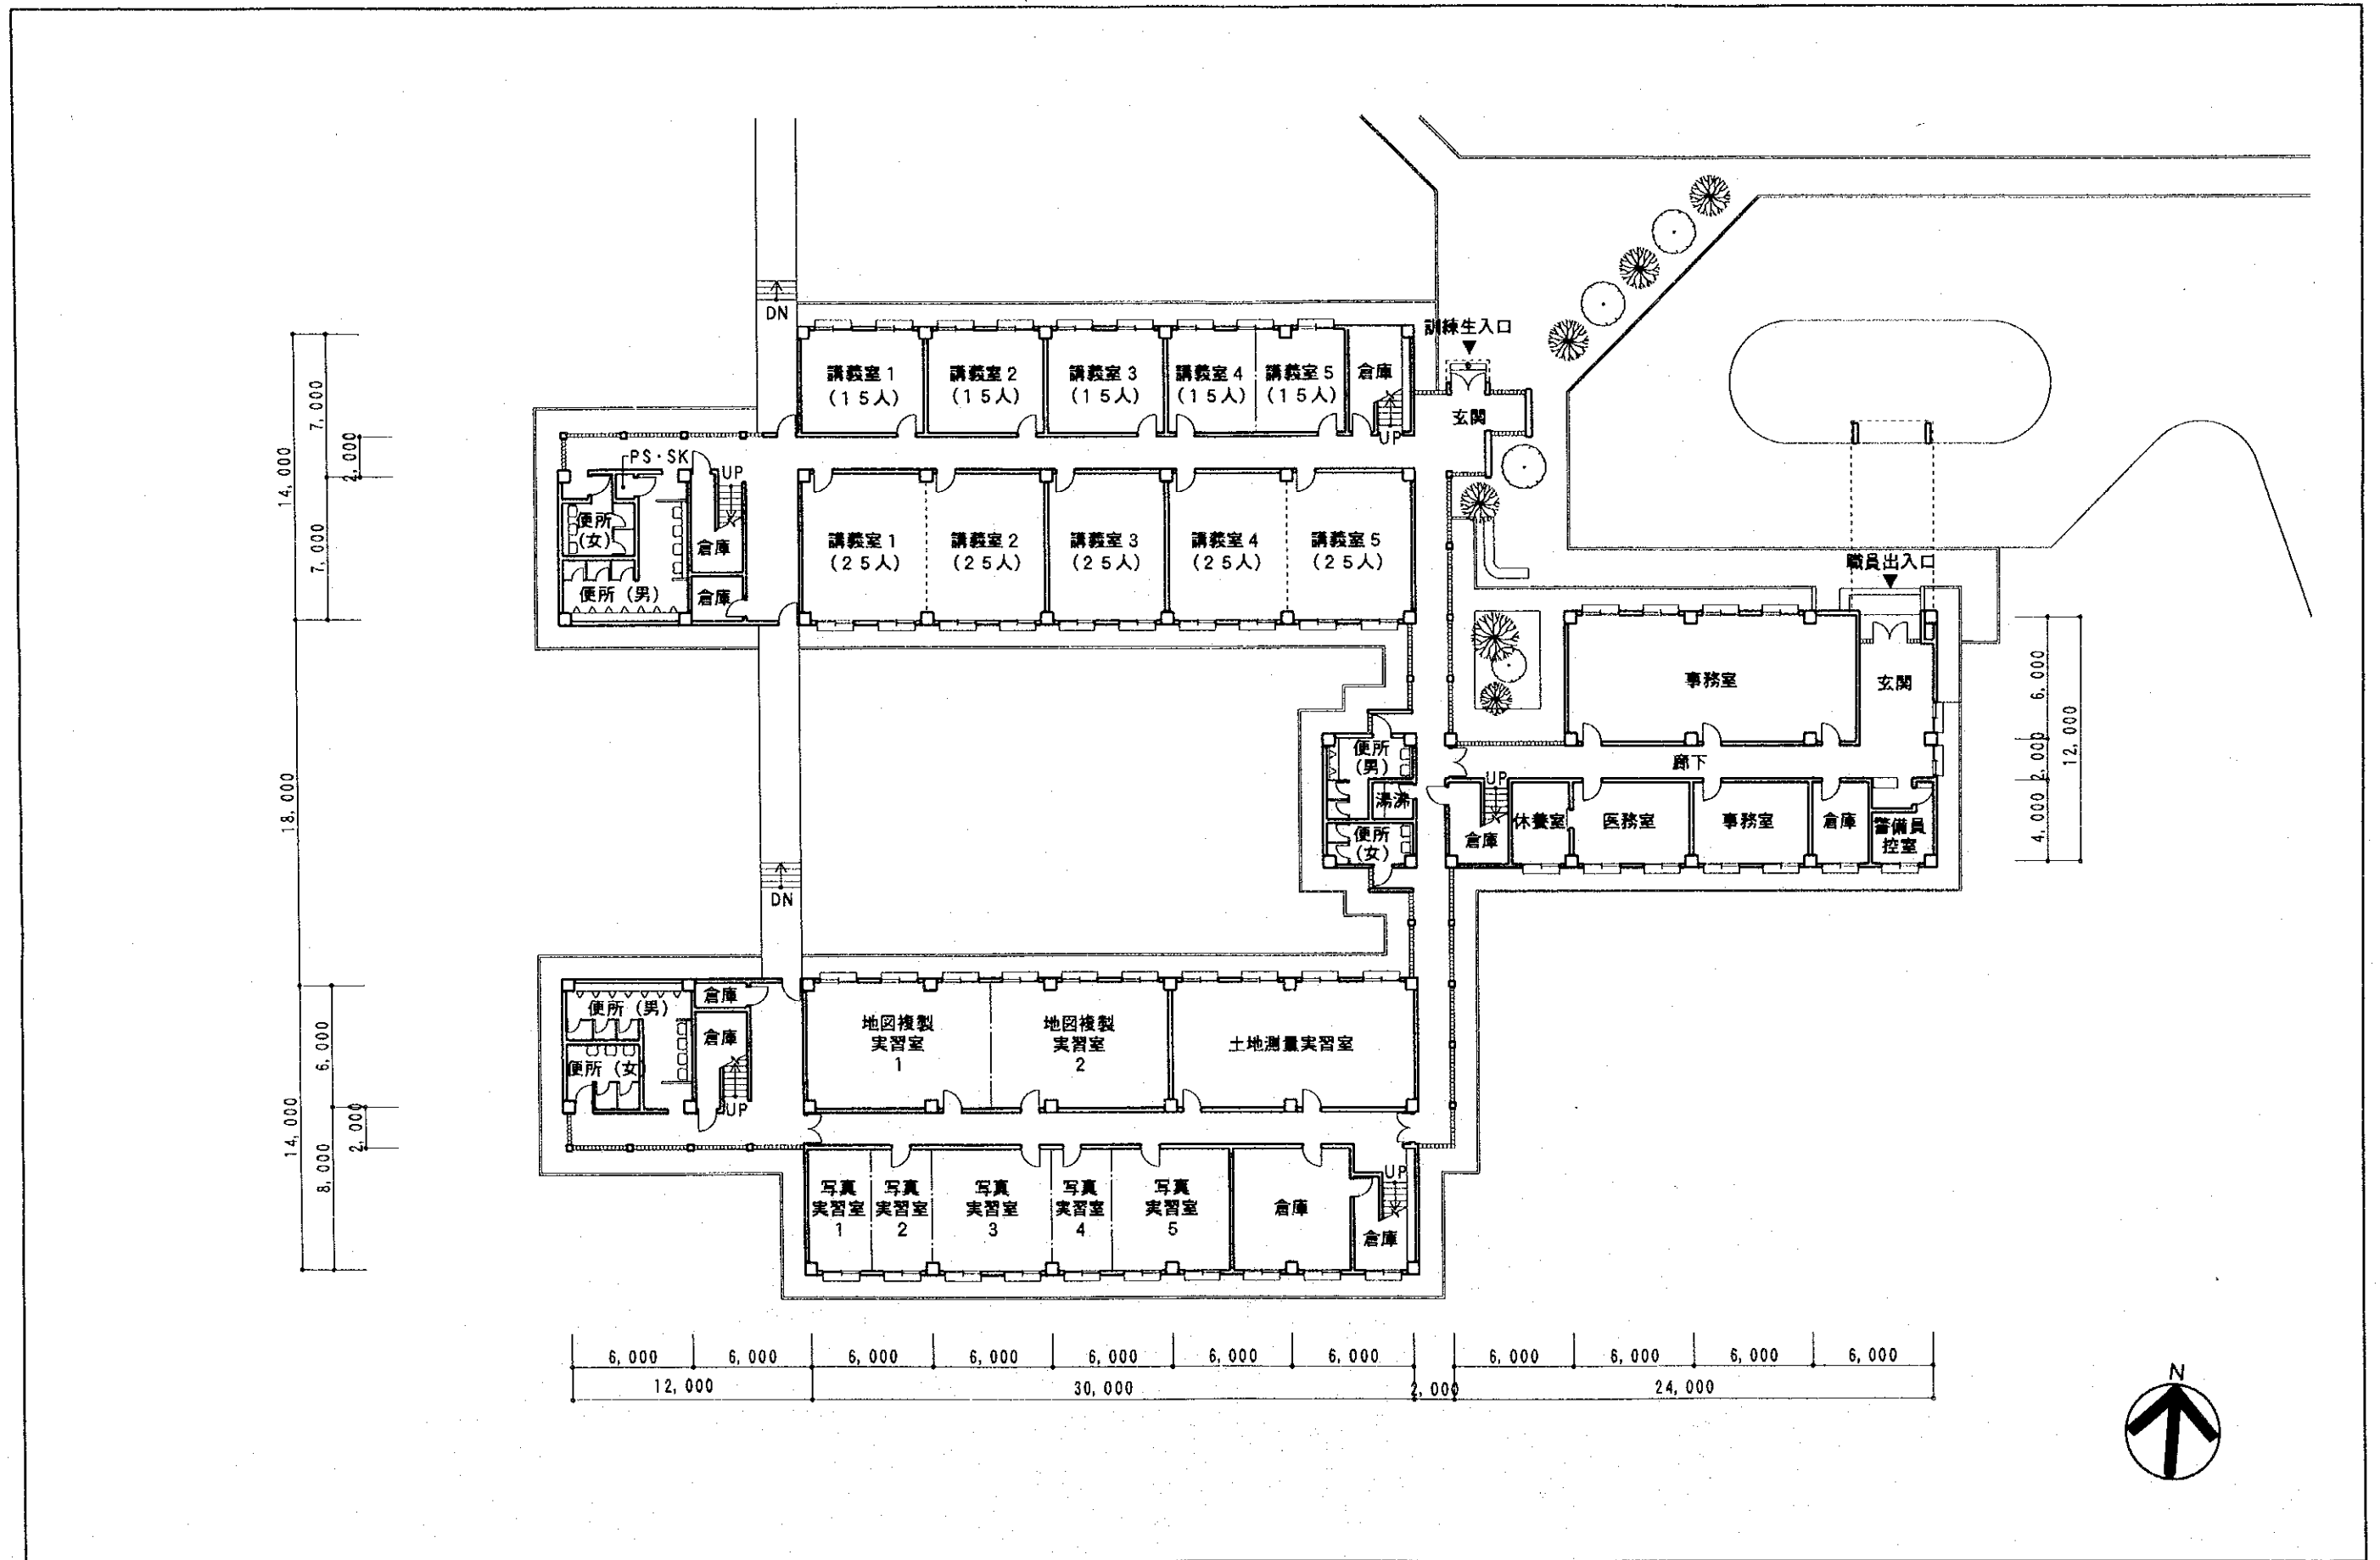 DN
訓練生入口
講義室1
(15人)
講義室2
(15人)
講義室3
(15人)
講義室4
(15人)
講義室5
(15人)
倉庫
UP
玄関
7,000
2,000
14,000
7,000
PS・SK
UP
便所
(女)
倉庫
便所(男)
倉庫
講義室1
(25人)
講義室2
(25人)
講義室3
(25人)
講義室4
(25人)
講義室5
(25人)
職員出入口
事務室
玄関
6,000
2,000
4,000
12,000
18,000
便所
(男)
湯沸
便所
(女)
廊下
UP
倉庫
休養室
医務室
事務室
倉庫
警備員
控室
DN
便所(男)
倉庫
倉庫
便所(女
UP
地図複製
実習室
1
地図複製
実習室
2
土地測量実習室
6,000
14,000
2,000
8,000
写真
実習室
1
写真
実習室
2
写真
実習室
3
写真
実習室
4
写真
実習室
5
倉庫
UP
倉庫
6,000 6,000 6,000 6,000 6,000 6,000 6,000 6,000 6,000 6,000 6,000
12,000 30,000 2,000 24,000
N